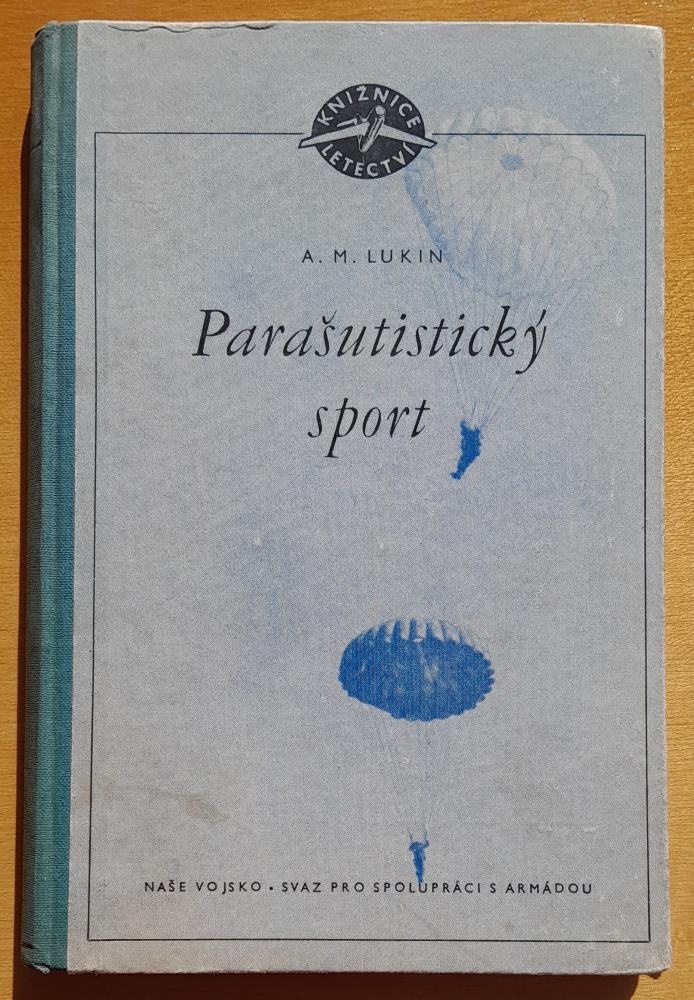 KNIŽNICE
LETECTVÍ
A. M. LUKIN
Parašutistický
sport
NAŠE VOJSKO • SVAZ PRO SPOLUPRÁCI S ARMÁDOU